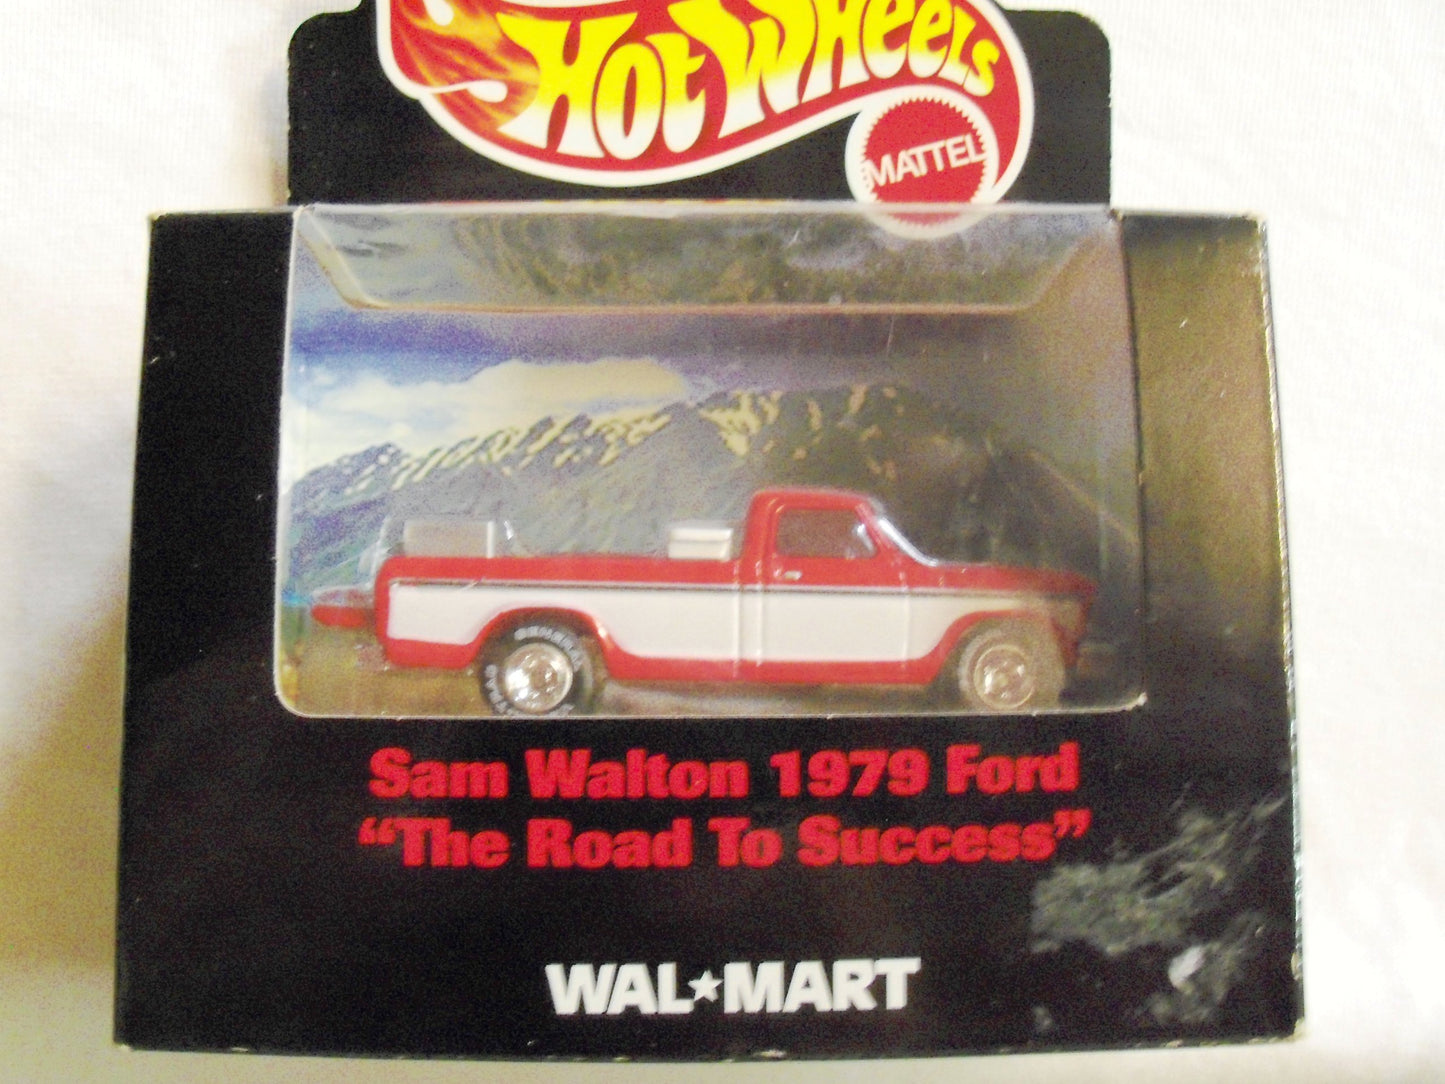 Hot Wheels
MATTEL
Sam Walton 1979 Ford
“The Road To Success”
WAL★MART